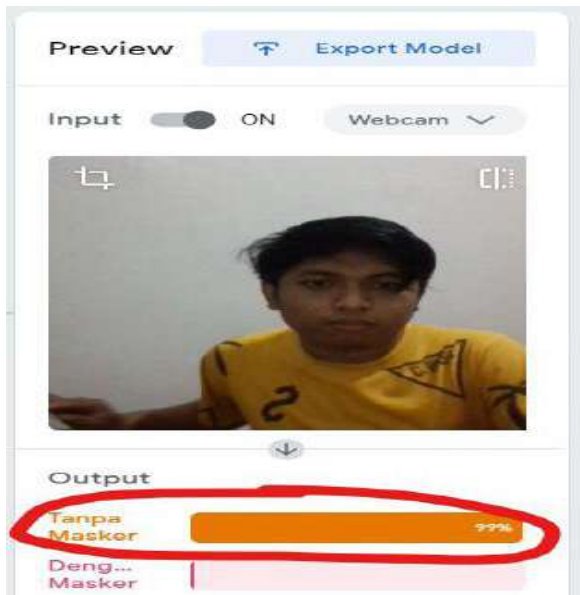 Preview
Export Model
Input
ON
Webcam
Output
Tanpa
Masker
99%
Deng...
Masker